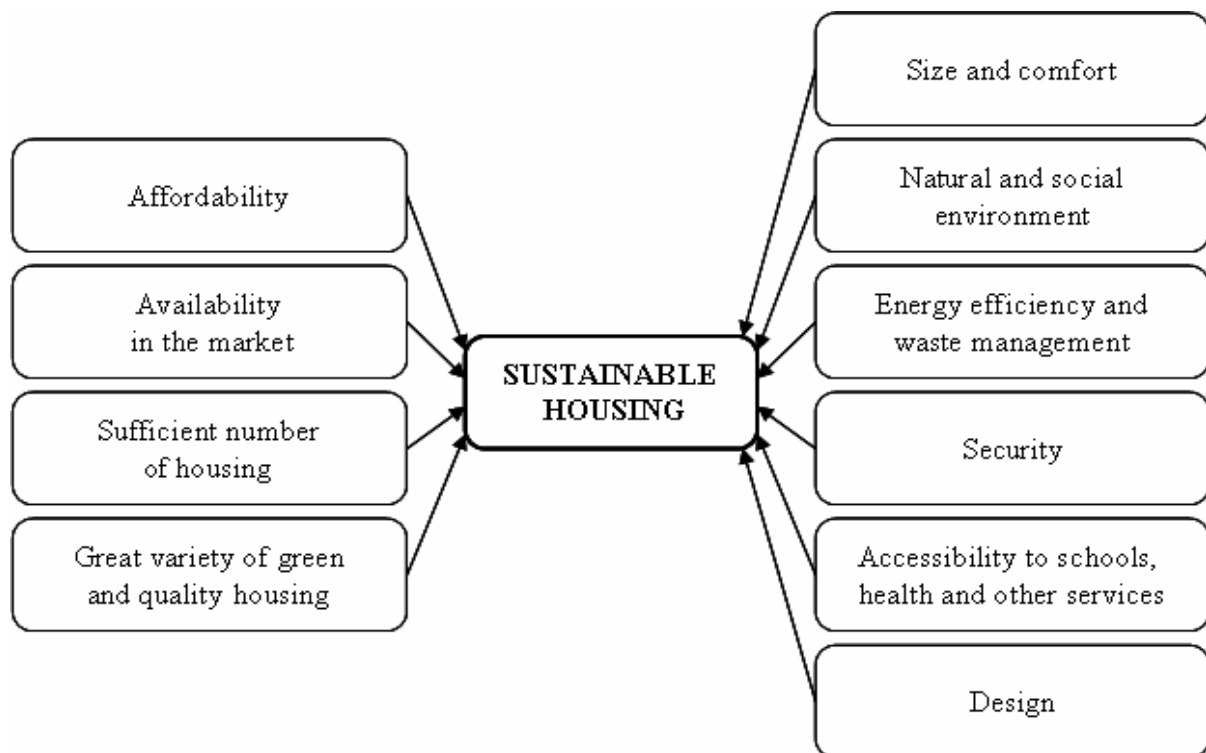 Affordability
Availability
in the market
Sufficient number
of housing
Great variety of green
and quality housing
SUSTAINABLE
HOUSING
Size and comfort
Natural and social
environment
Energy efficiency and
waste management
Security
Accessibility to schools,
health and other services
Design